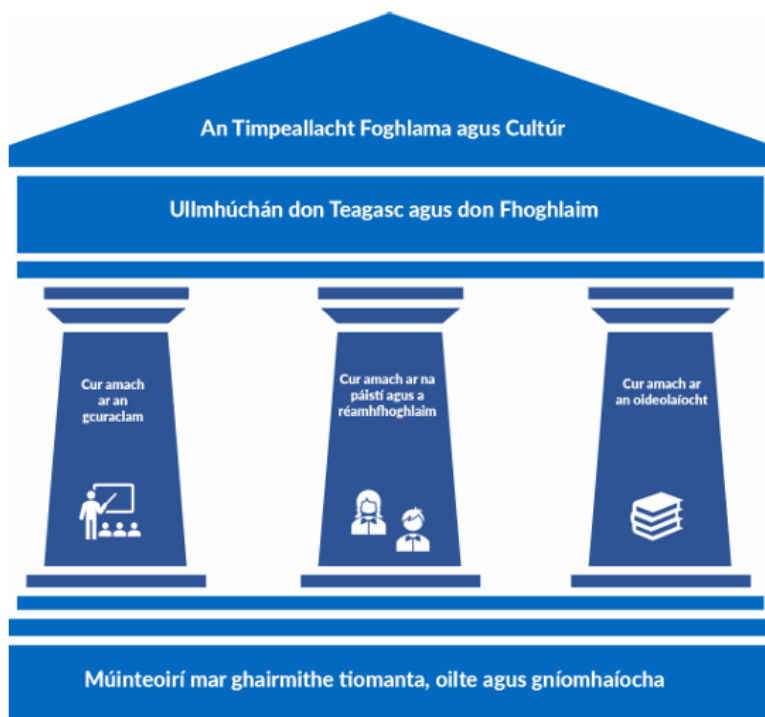 An Timpeallacht Foghlama agus Cultúr
Ullmhúchán don Teagasc agus don Fhoghlaim
Cur amach
ar an
gcuraclam
Cur amach ar na
páistí agus a
réamhfhoghlaim
Cur amach ar
an oideolaíocht
Múinteoirí mar ghairmithe tiomanta, oilte agus gníomhaíocha